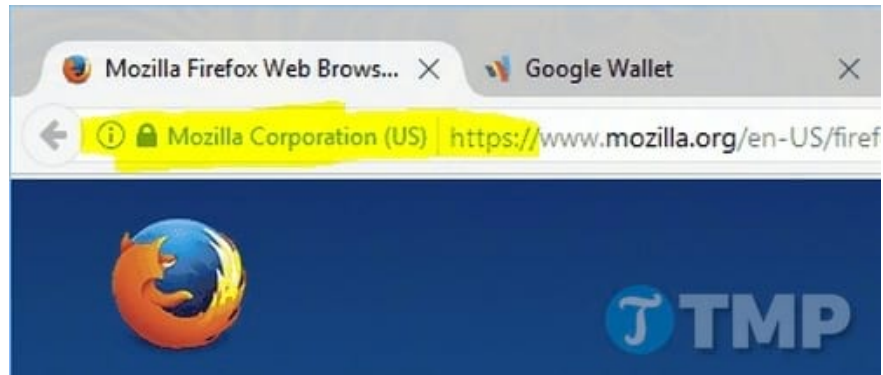 Mozilla Firefox Web Brows... Google Wallet
Mozilla Corporation (US) https://www.mozilla.org/en-US/firef
TMP